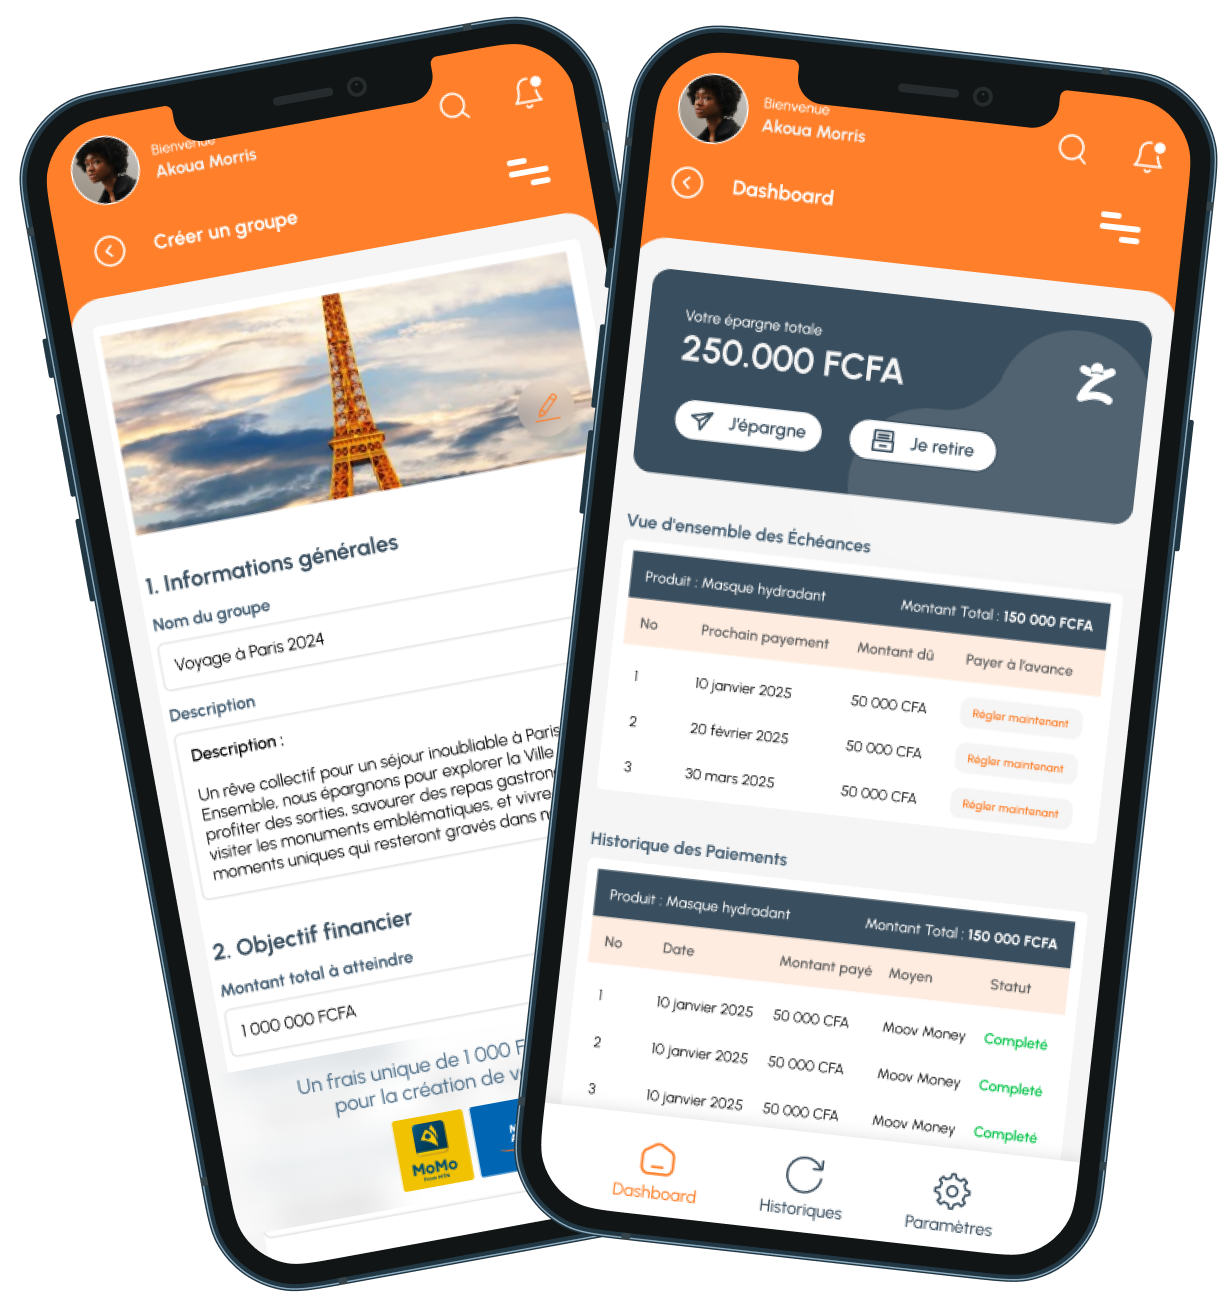 Bienvenue
Akoua Morris
Créer un groupe
1. Informations générales
Nom du groupe
Voyage à Paris 2024
Description
Description :
Un rêve collectif pour un séjour inoubliable à Paris
Ensemble, nous épargnons pour explorer la Ville
profiter des sorties, savourer des repas gastron
visiter les monuments emblématiques, et vivre
moments uniques qui resteront gravés dans n
2. Objectif financier
Montant total à atteindre
1 000 000 FCFA
Un frais unique de 1 000 F
pour la création de v
MoMo
From MTN
Bienvenue
Akoua Morris
Dashboard
Votre épargne totale
250.000 FCFA
J'épargne
Je retire
Vue d'ensemble des Échéances
Produit : Masque hydradant Montant Total : 150 000 FCFA
No Prochain payement Montant dû Payer à l'avance
1 10 janvier 2025 50 000 CFA Régler maintenant
2 20 février 2025 50 000 CFA Régler maintenant
3 30 mars 2025 50 000 CFA Régler maintenant
Historique des Paiements
Produit : Masque hydradant Montant Total : 150 000 FCFA
No Date Montant payé Moyen Statut
1 10 janvier 2025 50 000 CFA Moov Money Completé
2 10 janvier 2025 50 000 CFA Moov Money Completé
3 10 janvier 2025 50 000 CFA Moov Money Completé
Dashboard
Historiques
Paramètres